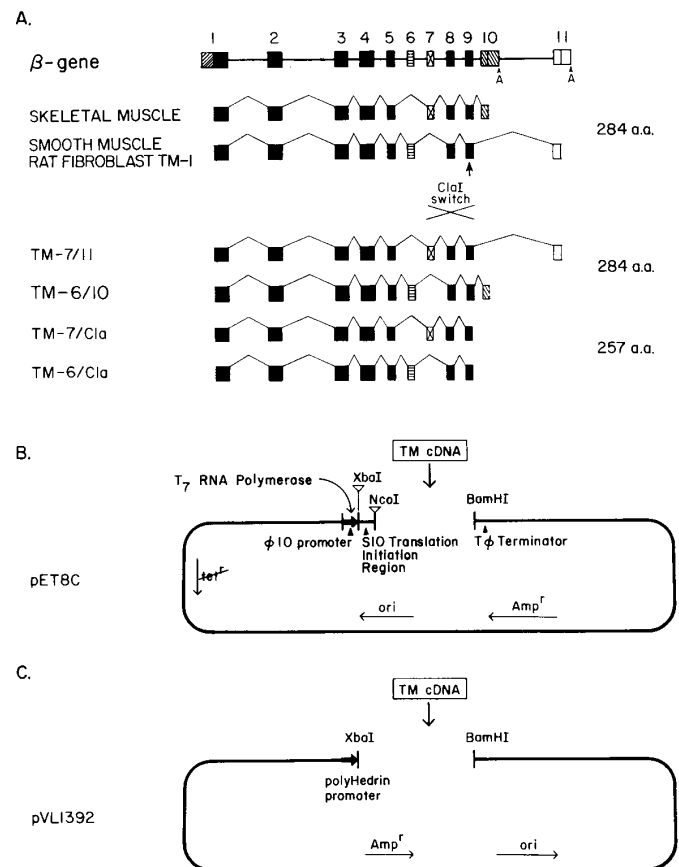 A.
1 2 3 4 5 6 7 8 9 10 11
β-gene
A A
SKELETAL MUSCLE
SMOOTH MUSCLE
RAT FIBROBLAST TM-1
284 a.a.
ClaI
switch
TM-7/11
284 a.a.
TM-6/10
TM-7/Cla
257 a.a.
TM-6/Cla
B.
TM cDNA
T7 RNA Polymerase
XbaI
NcoI
BamHI
φ10 promoter
S10 Translation
Initiation
Region
Tφ Terminator
tetr
pET8C
ori
Ampr
C.
TM cDNA
XbaI
BamHI
polyHedrin
promoter
pVL1392
Ampr
ori